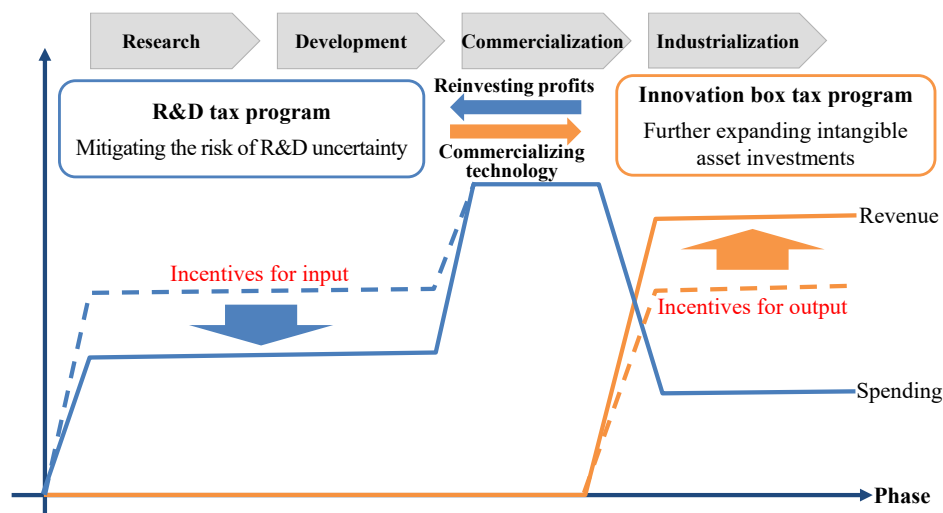 Research
Development
Commercialization
Industrialization
R&D tax program
Mitigating the risk of R&D uncertainty
Reinvesting profits
Commercializing
technology
Innovation box tax program
Further expanding intangible
asset investments
Revenue
Incentives for input
Incentives for output
Spending
Phase